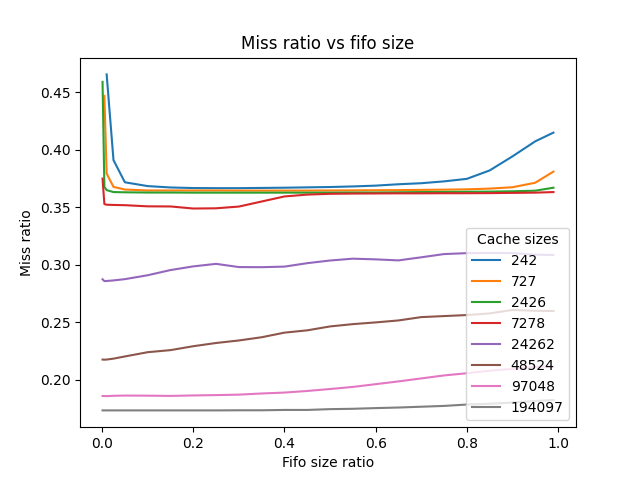 Miss ratio vs fifo size
Miss ratio
0.45
0.40
0.35
0.30
0.25
0.20
0.0 0.2 0.4 0.6 0.8 1.0
Fifo size ratio
Cache sizes
242
727
2426
7278
24262
48524
97048
194097